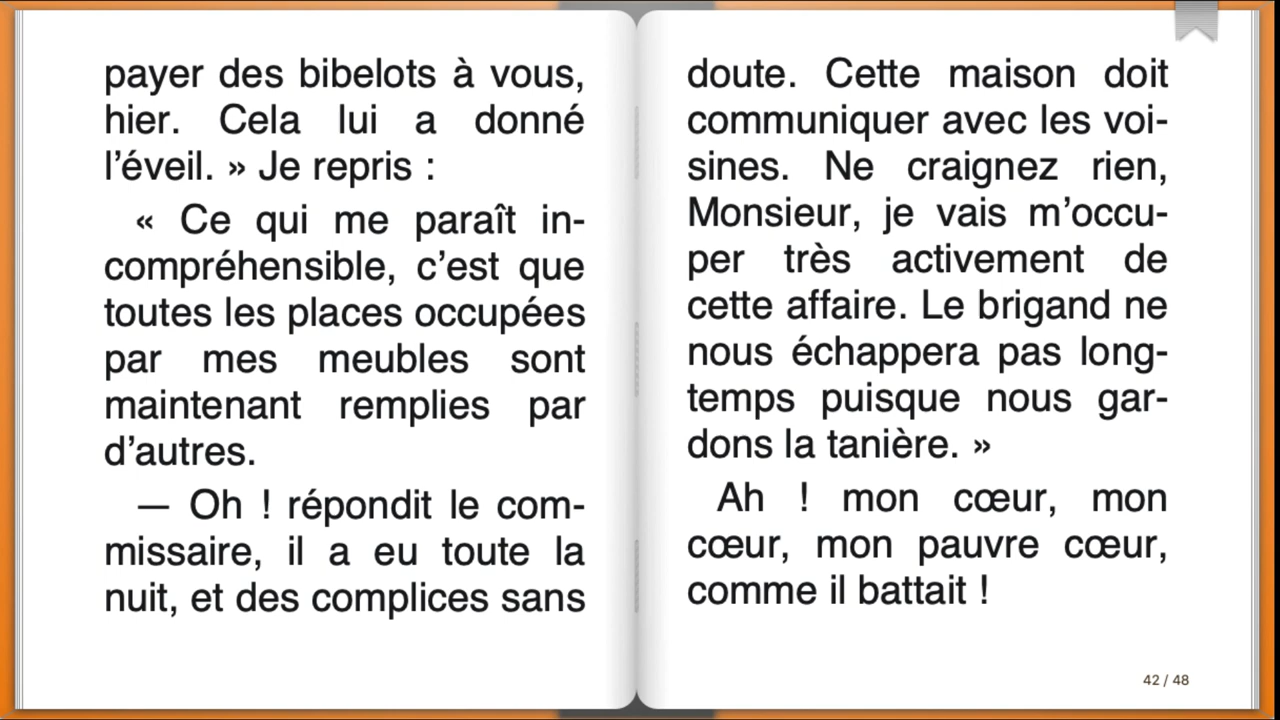 payer des bibelots à vous,
hier. Cela lui a donné
l’éveil. » Je repris :
« Ce qui me paraît in-
compréhensible, c’est que
toutes les places occupées
par mes meubles sont
maintenant remplies par
d’autres.
— Oh ! répondit le com-
missaire, il a eu toute la
nuit, et des complices sans
doute. Cette maison doit
communiquer avec les voi-
sines. Ne craignez rien,
Monsieur, je vais m’occu-
per très activement de
cette affaire. Le brigand ne
nous échappera pas long-
temps puisque nous gar-
dons la tanière. »
Ah ! mon cœur, mon
cœur, mon pauvre cœur,
comme il battait !
42 / 48